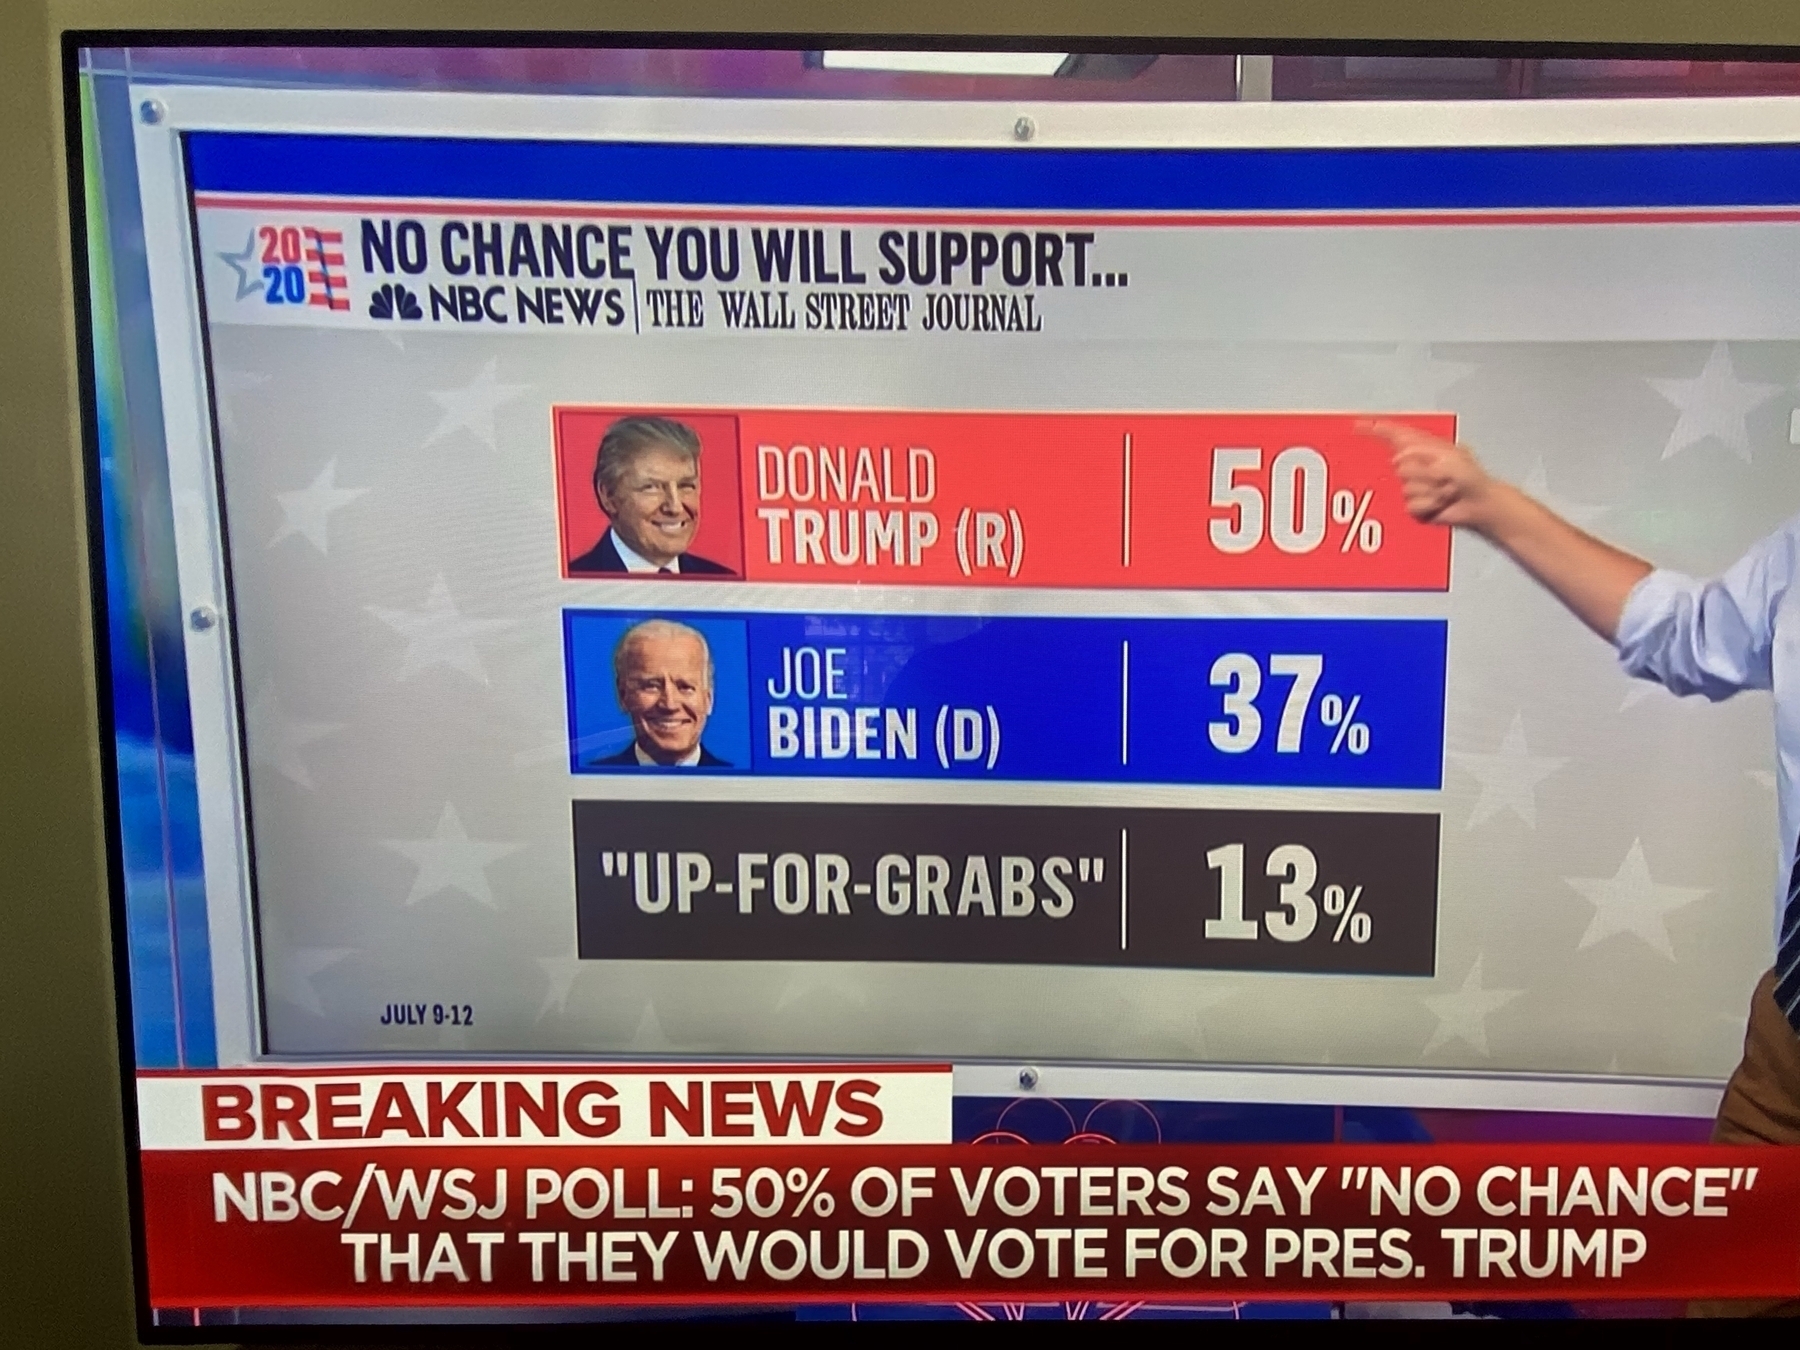 2020
NO CHANCE YOU WILL SUPPORT...
NBC NEWS | THE WALL STREET JOURNAL
DONALD
TRUMP (R)
50%
JOE
BIDEN (D)
37%
"UP-FOR-GRABS"
13%
JULY 9-12
BREAKING NEWS
NBC/WSJ POLL: 50% OF VOTERS SAY "NO CHANCE"
THAT THEY WOULD VOTE FOR PRES. TRUMP